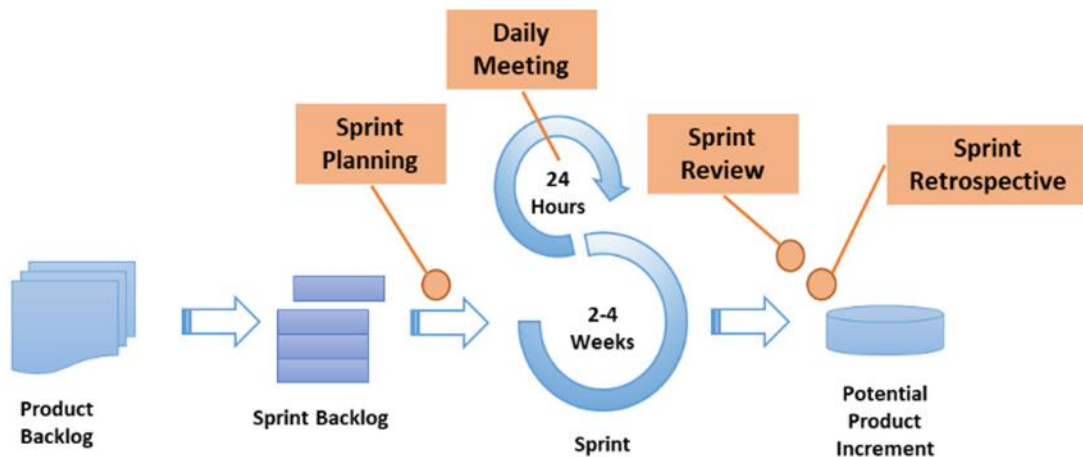 Daily
Meeting
Sprint
Planning
Sprint
Review
Sprint
Retrospective
24
Hours
2-4
Weeks
Product
Backlog
Sprint Backlog
Sprint
Potential
Product
Increment